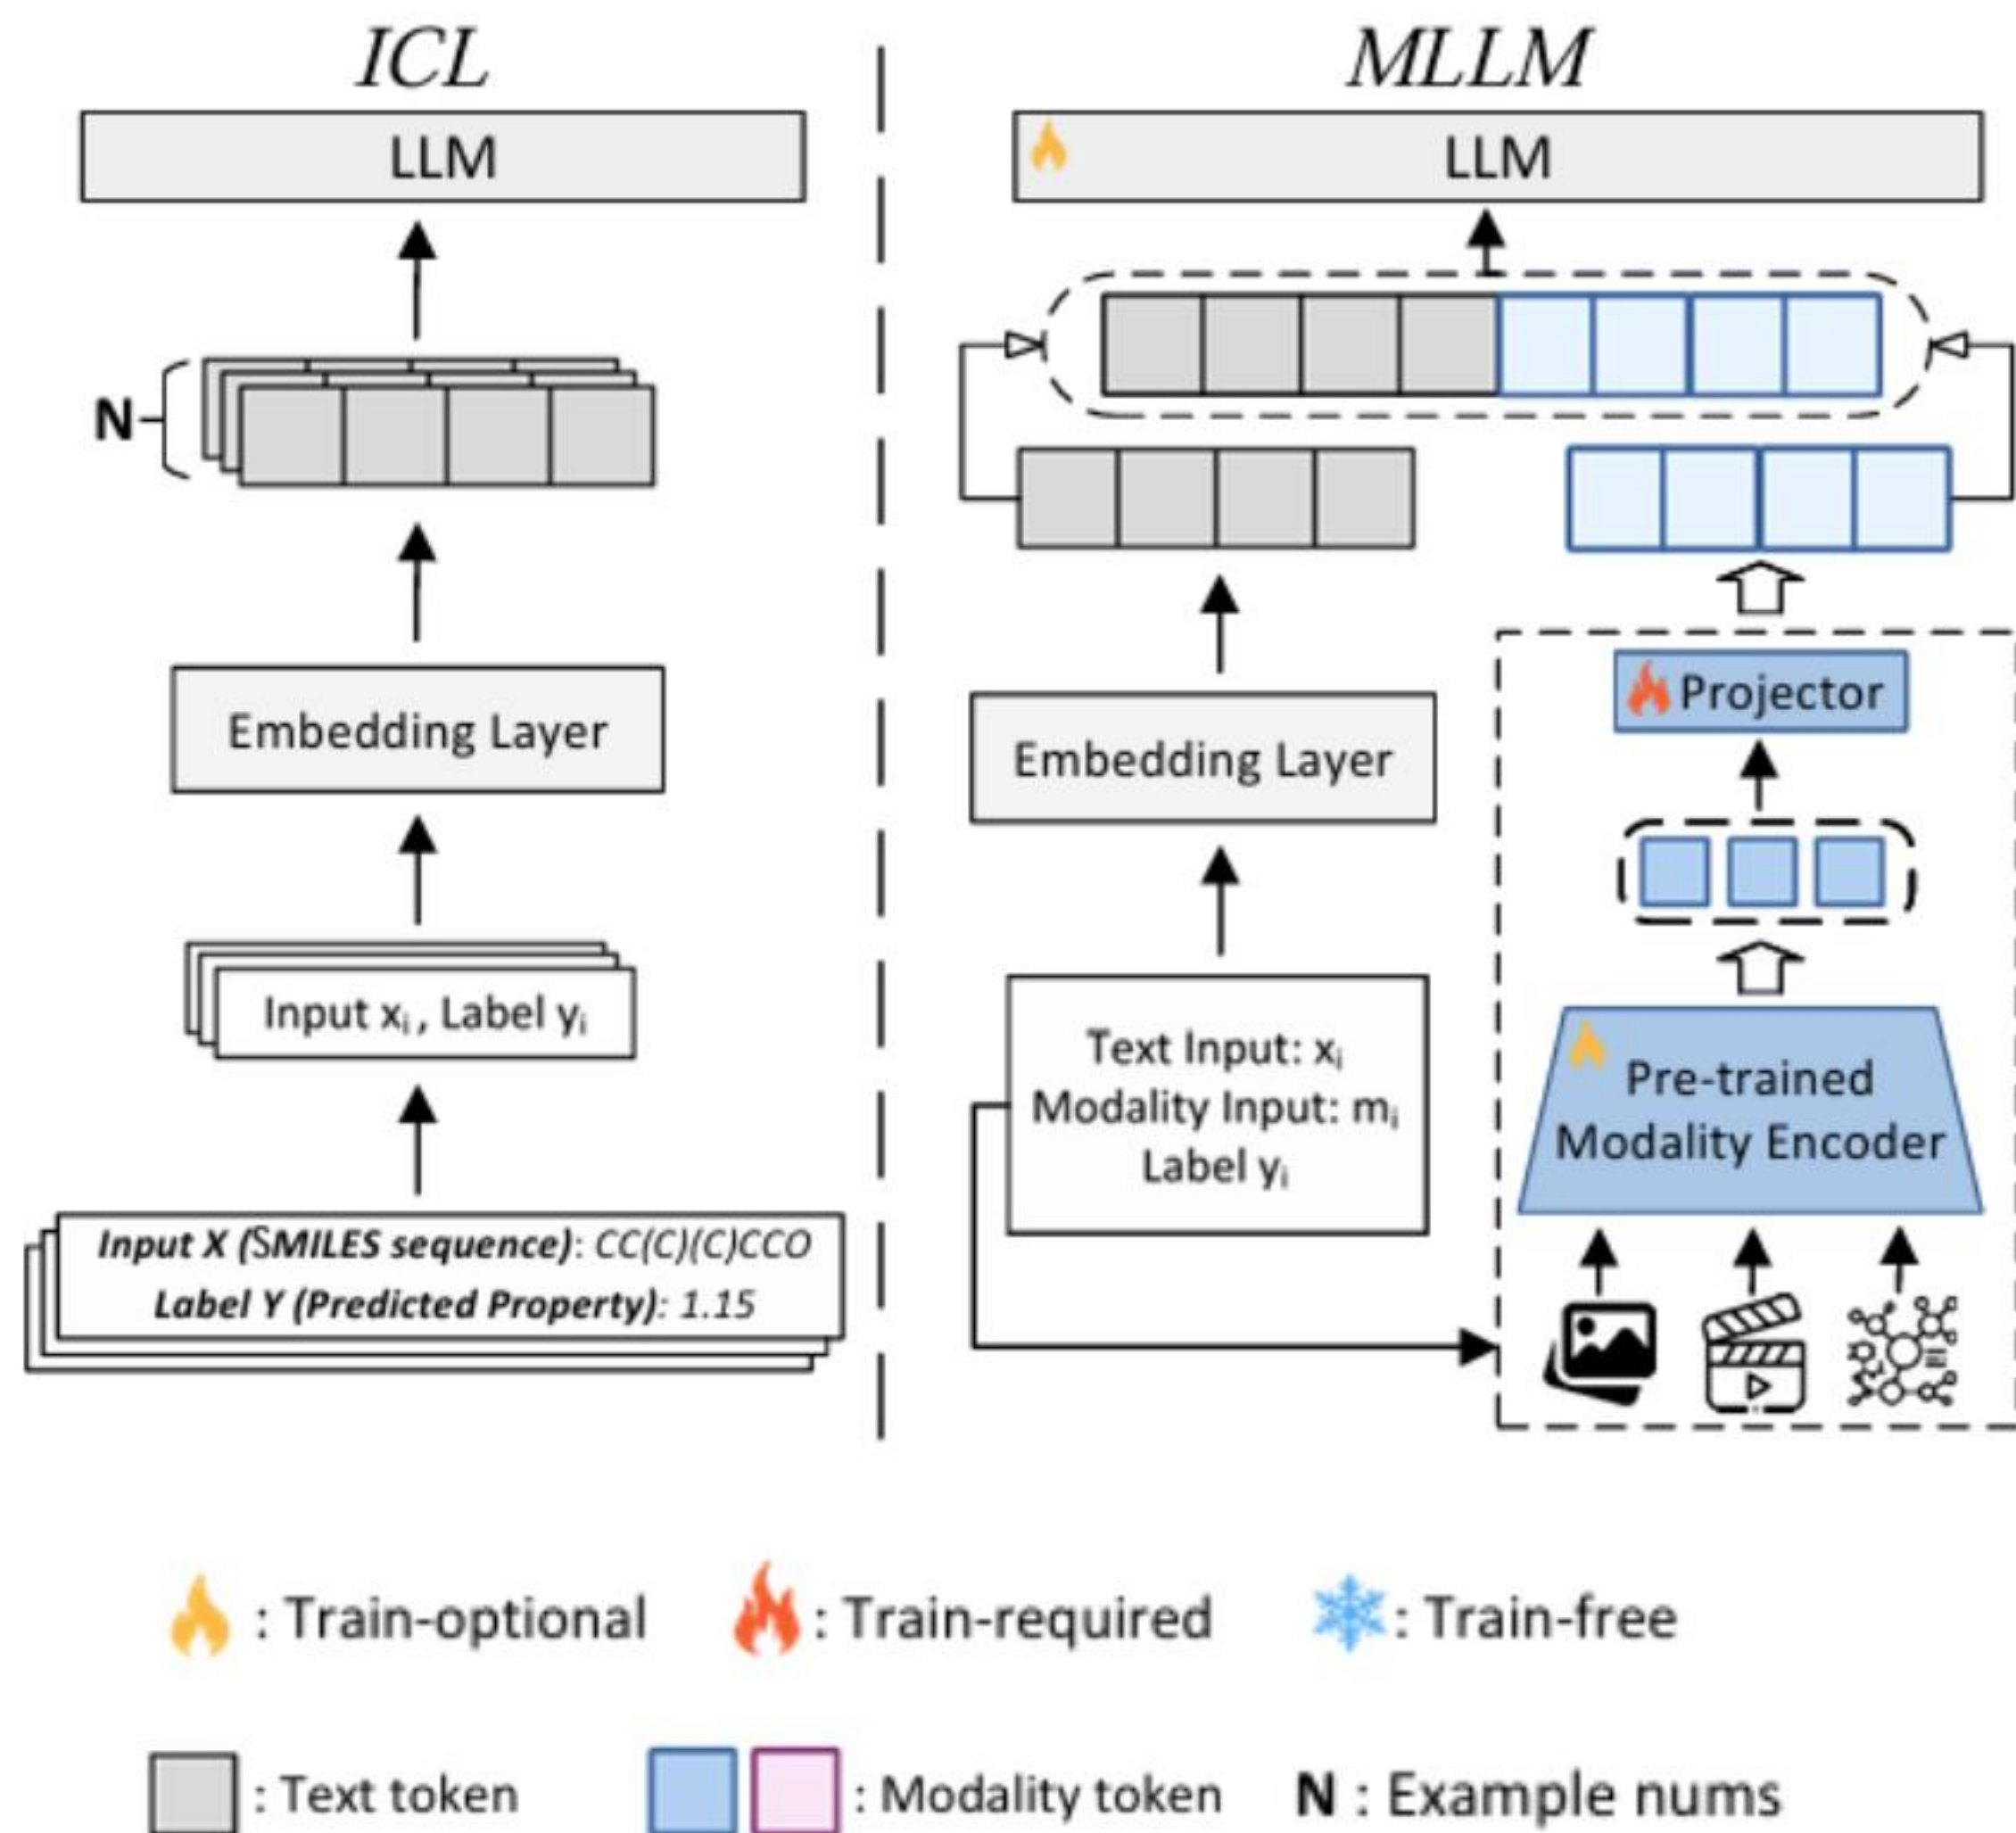 ICL
LLM
N
Embedding Layer
Input xᵢ, Label yᵢ
Input X (SMILES sequence): CC(C)(C)CCO
Label Y (Predicted Property): 1.15
MLLM
LLM
Embedding Layer
Text Input: xᵢ
Modality Input: mᵢ
Label yᵢ
Projector
Pre-trained
Modality Encoder
: Train-optional
: Train-required
: Train-free
: Text token
: Modality token
N : Example nums